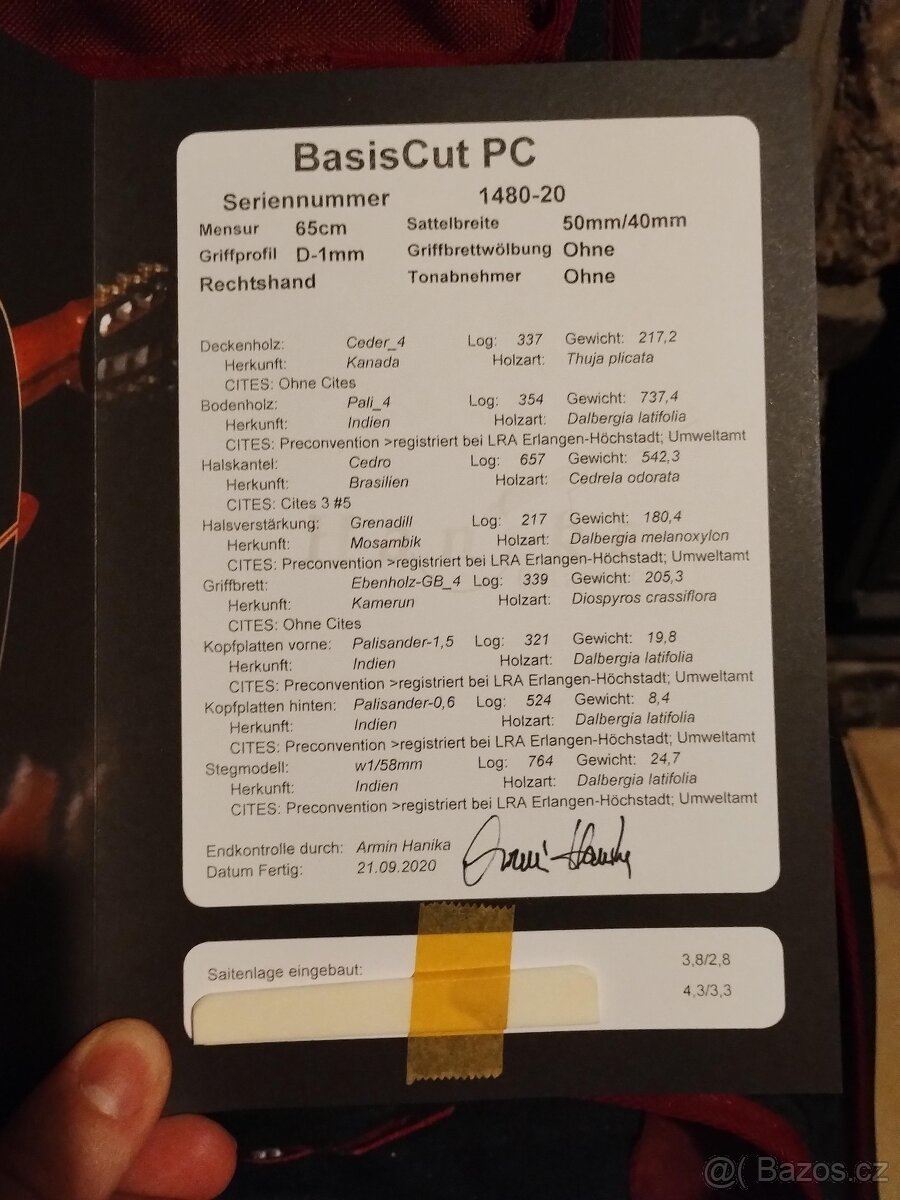 BasisCut PC
Seriennummer 1480-20
Mensur 65cm Sattelbreite 50mm/40mm
Griffprofil D-1mm Griffbrettwölbung Ohne
Rechtshand Tonabnehmer Ohne
Deckenholz: Ceder_4 Log: 337 Gewicht: 217,2
Herkunft: Kanada Holzart: Thuja plicata
CITES: Ohne Cites
Bodenholz: Pali_4 Log: 354 Gewicht: 737,4
Herkunft: Indien Holzart: Dalbergia latifolia
CITES: Preconvention >registriert bei LRA Erlangen-Höchstadt; Umweltamt
Halskantel: Cedro Log: 657 Gewicht: 542,3
Herkunft: Brasilien Holzart: Cedrela odorata
CITES: Cites 3 #5
Halsverstärkung: Grenadill Log: 217 Gewicht: 180,4
Herkunft: Mosambik Holzart: Dalbergia melanoxylon
CITES: Preconvention >registriert bei LRA Erlangen-Höchstadt; Umweltamt
Griffbrett: Ebenholz-GB_4 Log: 339 Gewicht: 205,3
Herkunft: Kamerun Holzart: Diospyros crassiflora
CITES: Ohne Cites
Kopfplatten vorne: Palisander-1,5 Log: 321 Gewicht: 19,8
Herkunft: Indien Holzart: Dalbergia latifolia
CITES: Preconvention >registriert bei LRA Erlangen-Höchstadt; Umweltamt
Kopfplatten hinten: Palisander-0,6 Log: 524 Gewicht: 8,4
Herkunft: Indien Holzart: Dalbergia latifolia
CITES: Preconvention >registriert bei LRA Erlangen-Höchstadt; Umweltamt
Stegmodell: w1/58mm Log: 764 Gewicht: 24,7
Herkunft: Indien Holzart: Dalbergia latifolia
CITES: Preconvention >registriert bei LRA Erlangen-Höchstadt; Umweltamt
Endkontrolle durch: Armin Hanika
Datum Fertig: 21.09.2020
Armin Hanika
Saitenlage eingebaut: 3,8/2,8
4,3/3,3
@( Bazos.cz